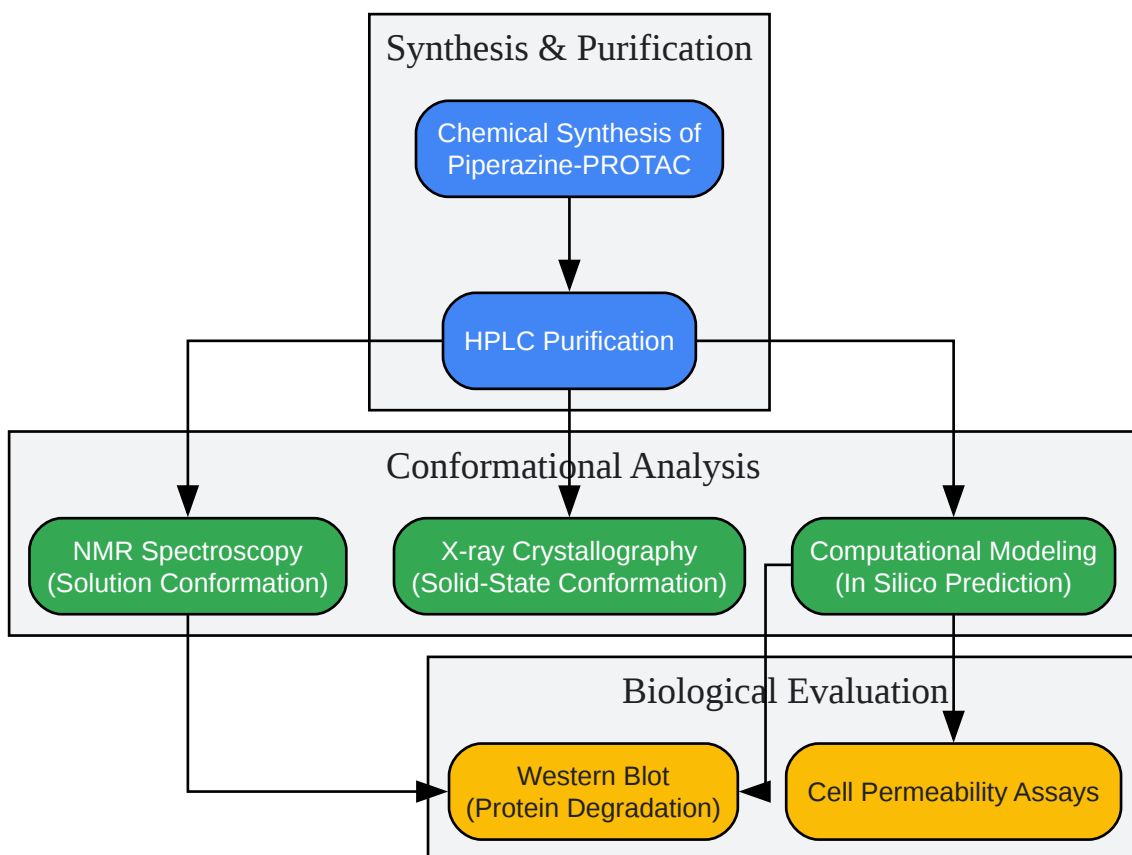 Synthesis & Purification
Chemical Synthesis of
Piperazine-PROTAC
HPLC Purification
Conformational Analysis
NMR Spectroscopy
(Solution Conformation)
X-ray Crystallography
(Solid-State Conformation)
Computational Modeling
(In Silico Prediction)
Biological Evaluation
Western Blot
(Protein Degradation)
Cell Permeability Assays